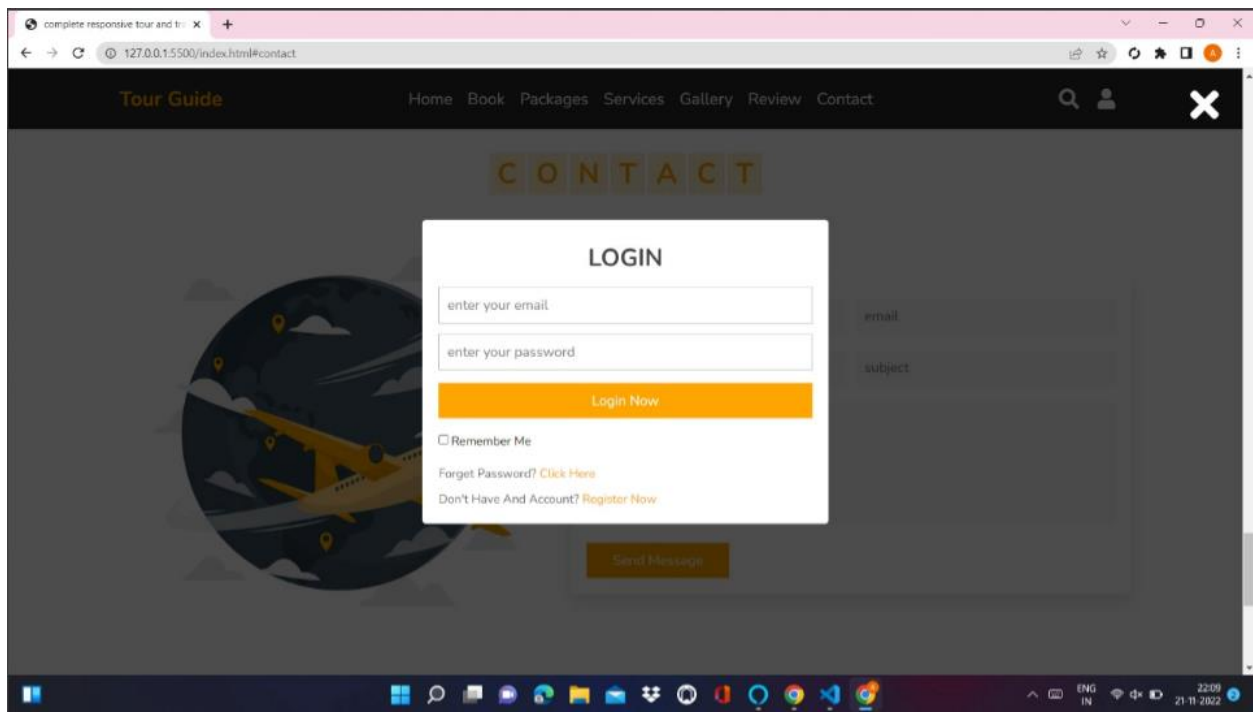 complete responsive tour and tr
127.0.0.1:5500/index.html#contact
Tour Guide
Home Book Packages Services Gallery Review Contact
CONTACT
LOGIN
enter your email
enter your password
Login Now
Remember Me
Forget Password? Click Here
Don't Have And Account? Register Now
email
subject
Send Message
ENG
IN
22:09
21-11-2022